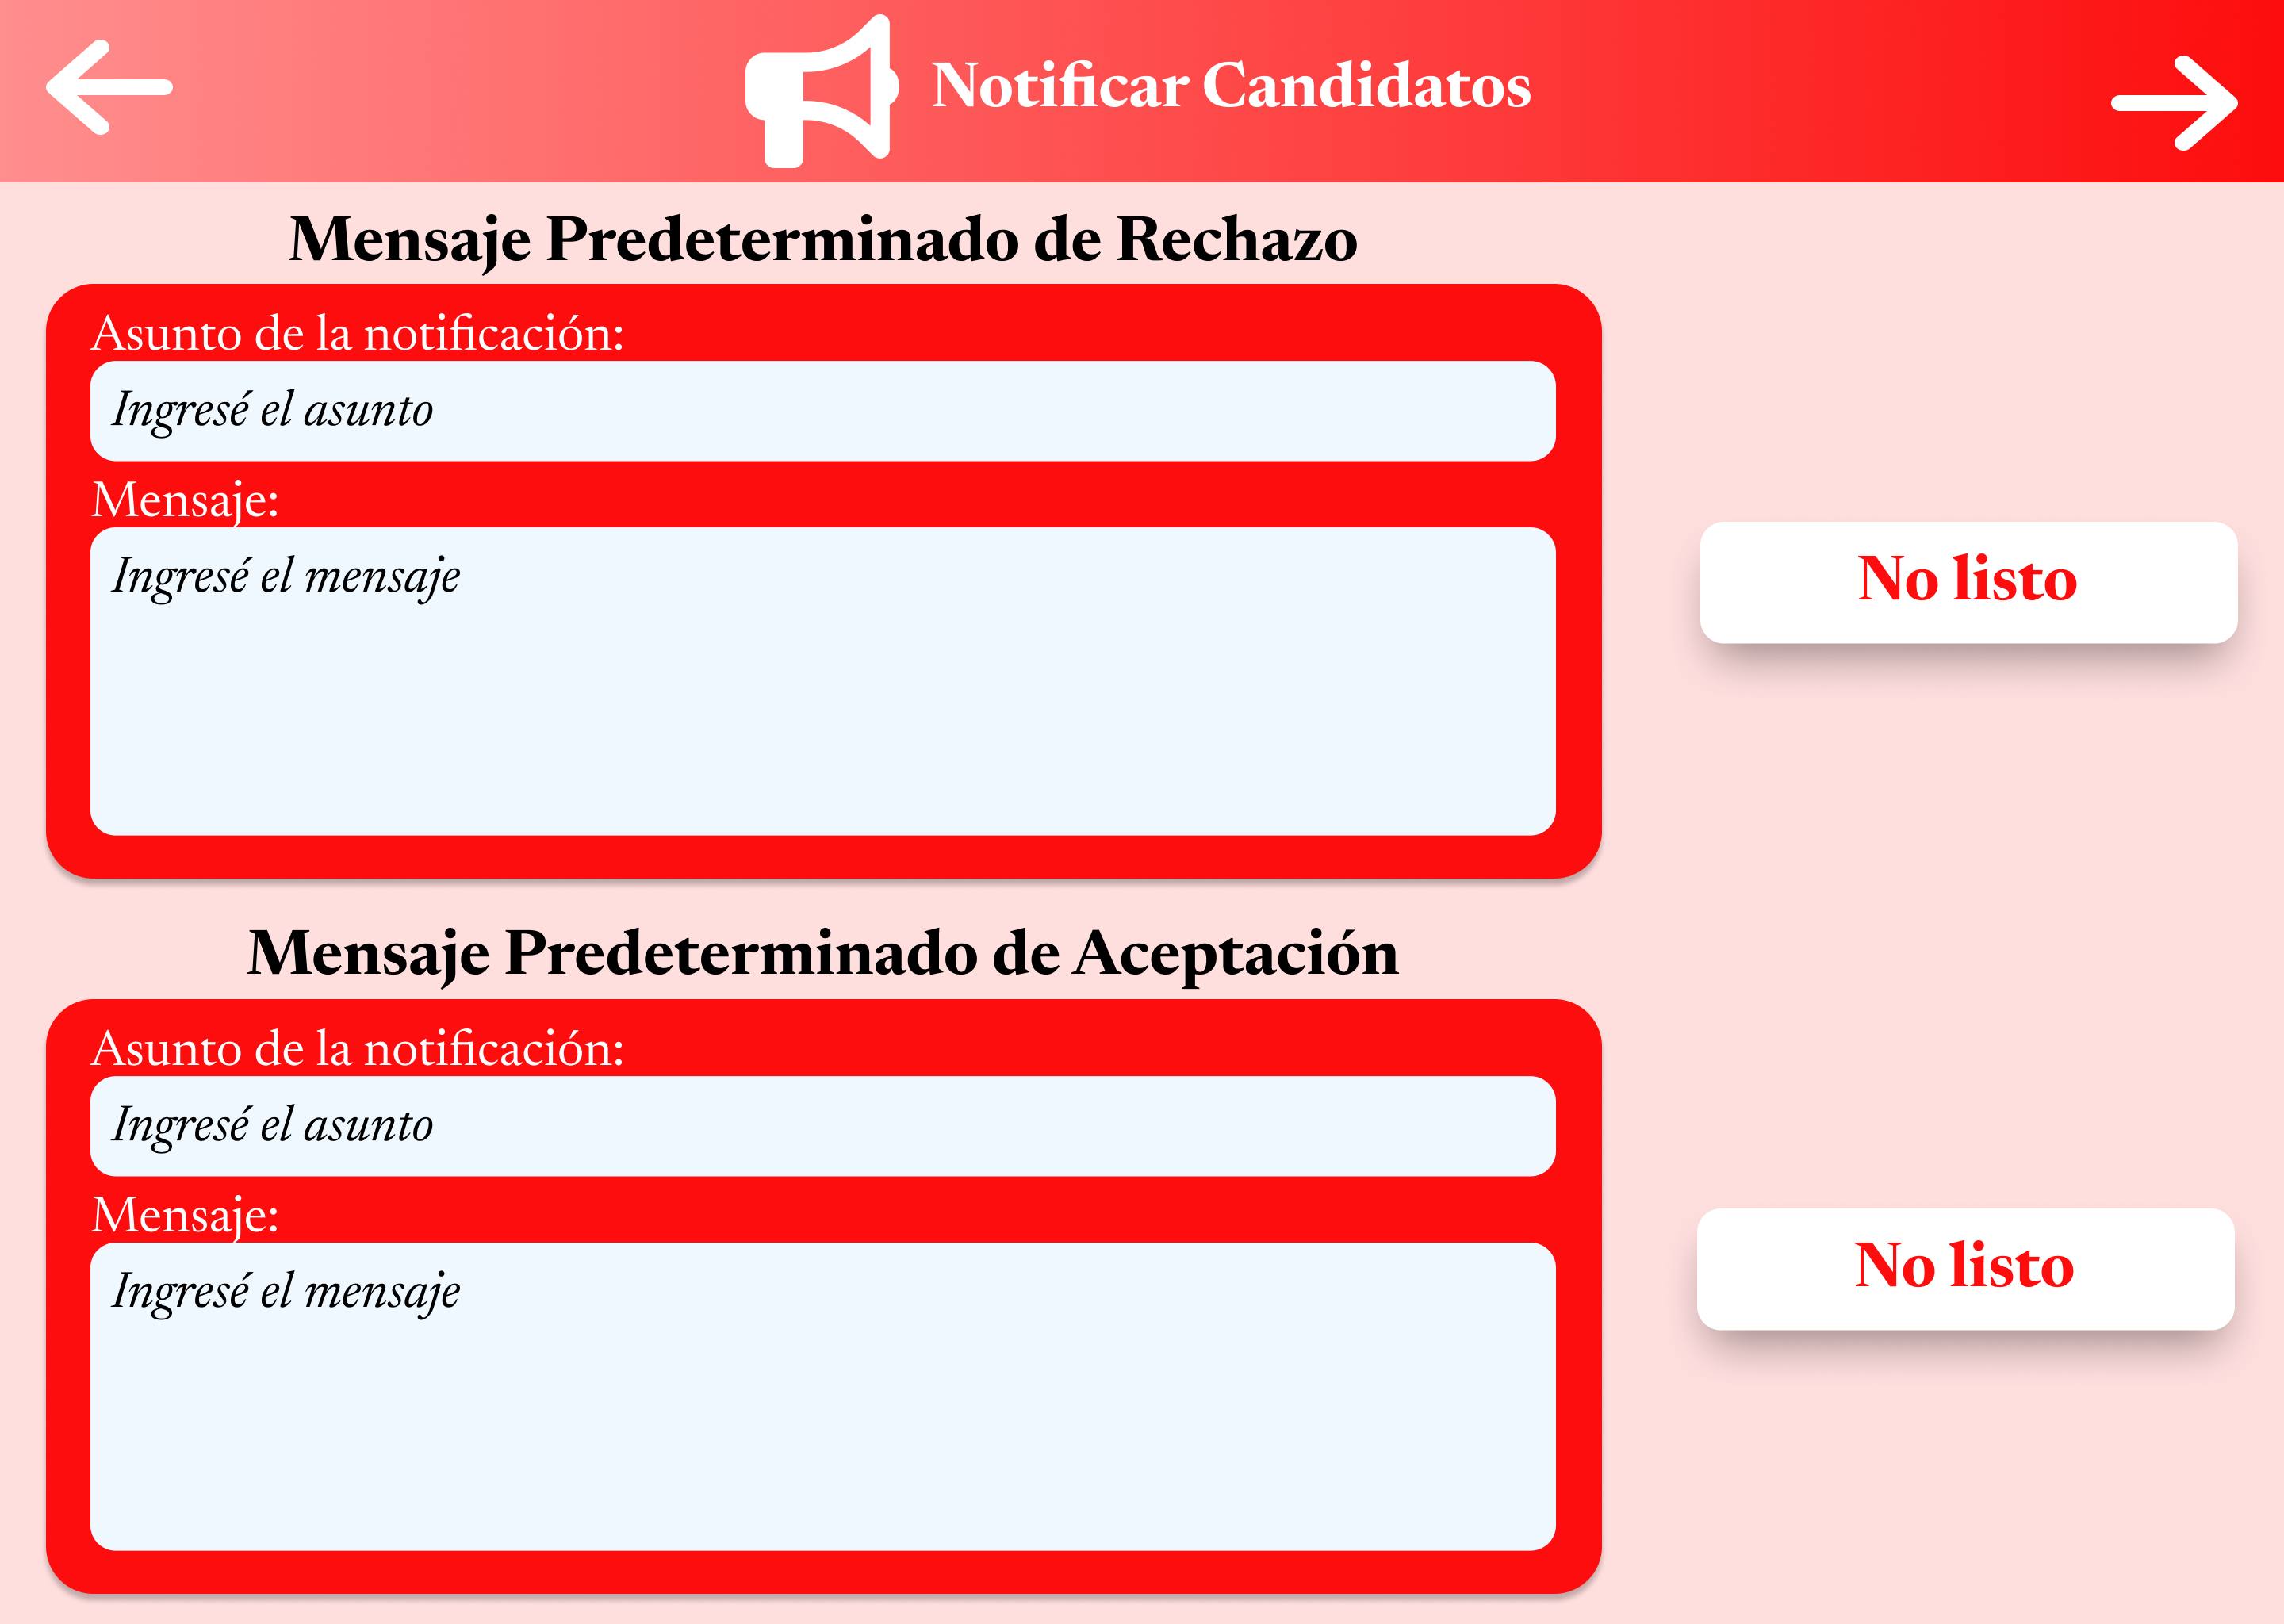 Notificar Candidatos
Mensaje Predeterminado de Rechazo
Asunto de la notificación:
Ingresé el asunto
Mensaje:
Ingresé el mensaje
No listo
Mensaje Predeterminado de Aceptación
Asunto de la notificación:
Ingresé el asunto
Mensaje:
Ingresé el mensaje
No listo